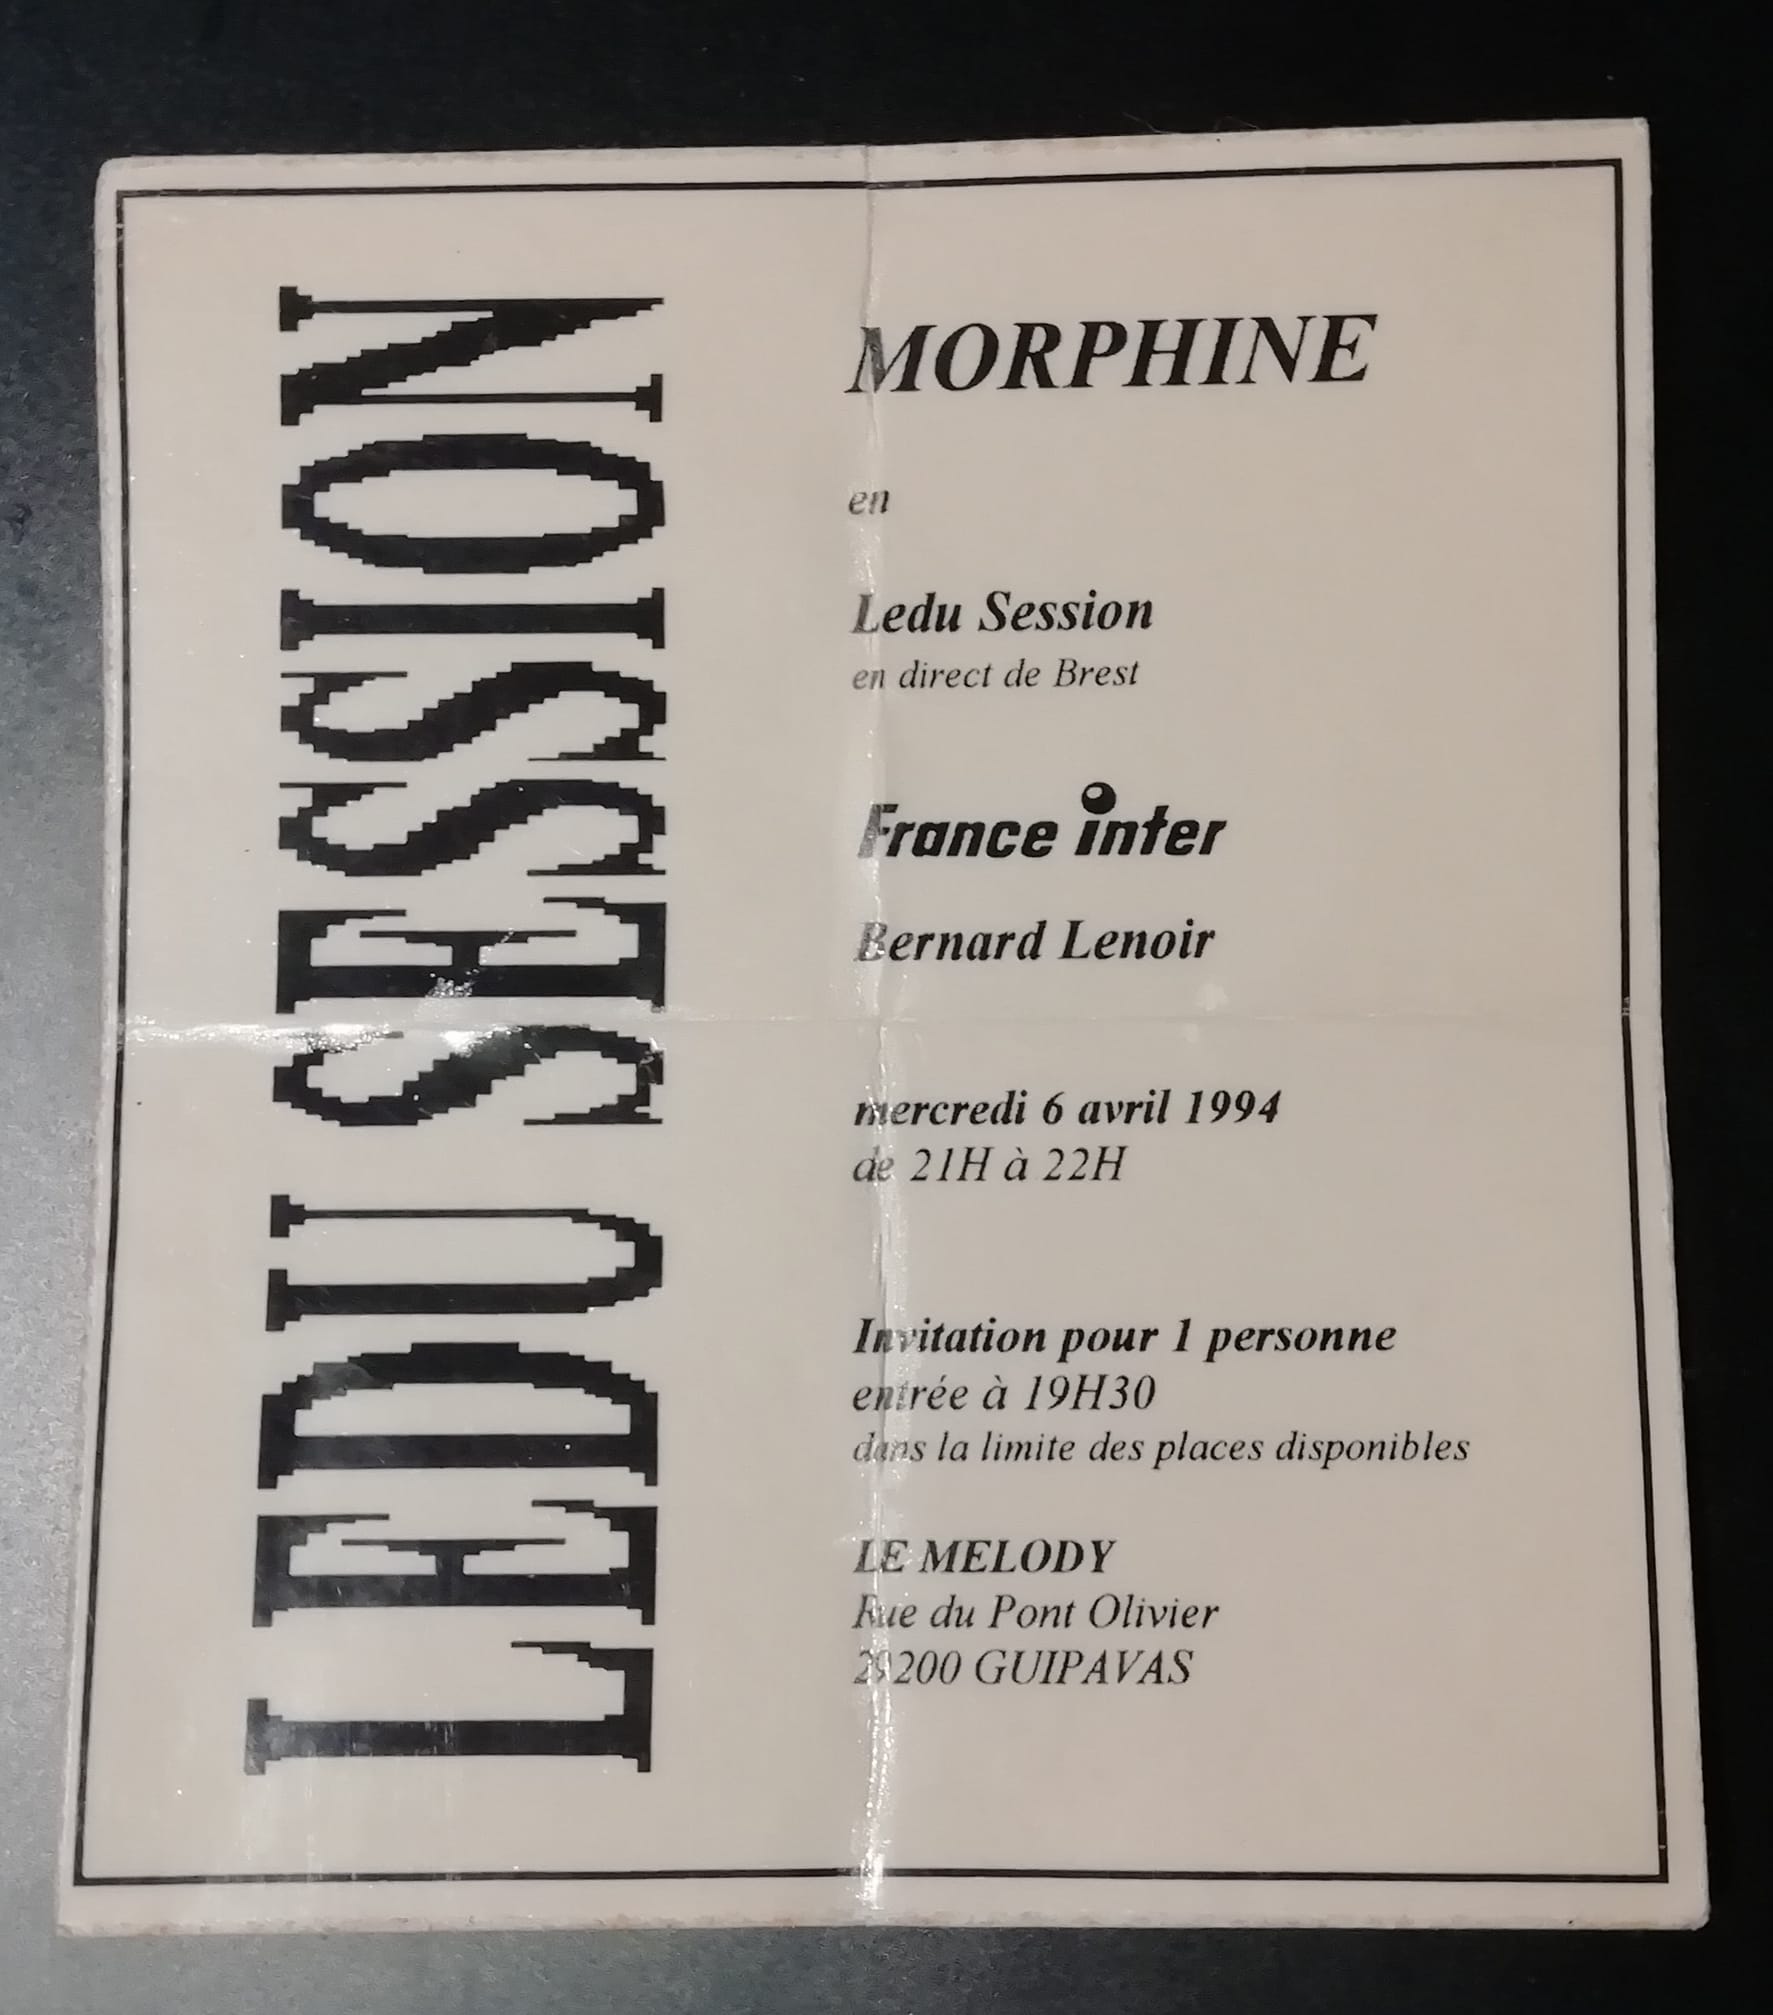 LEDU SESSION
MORPHINE
en
Ledu Session
en direct de Brest
France inter
Bernard Lenoir
mercredi 6 avril 1994
de 21H à 22H
Invitation pour 1 personne
entrée à 19H30
dans la limite des places disponibles
LE MELODY
Rue du Pont Olivier
29200 GUIPAVAS